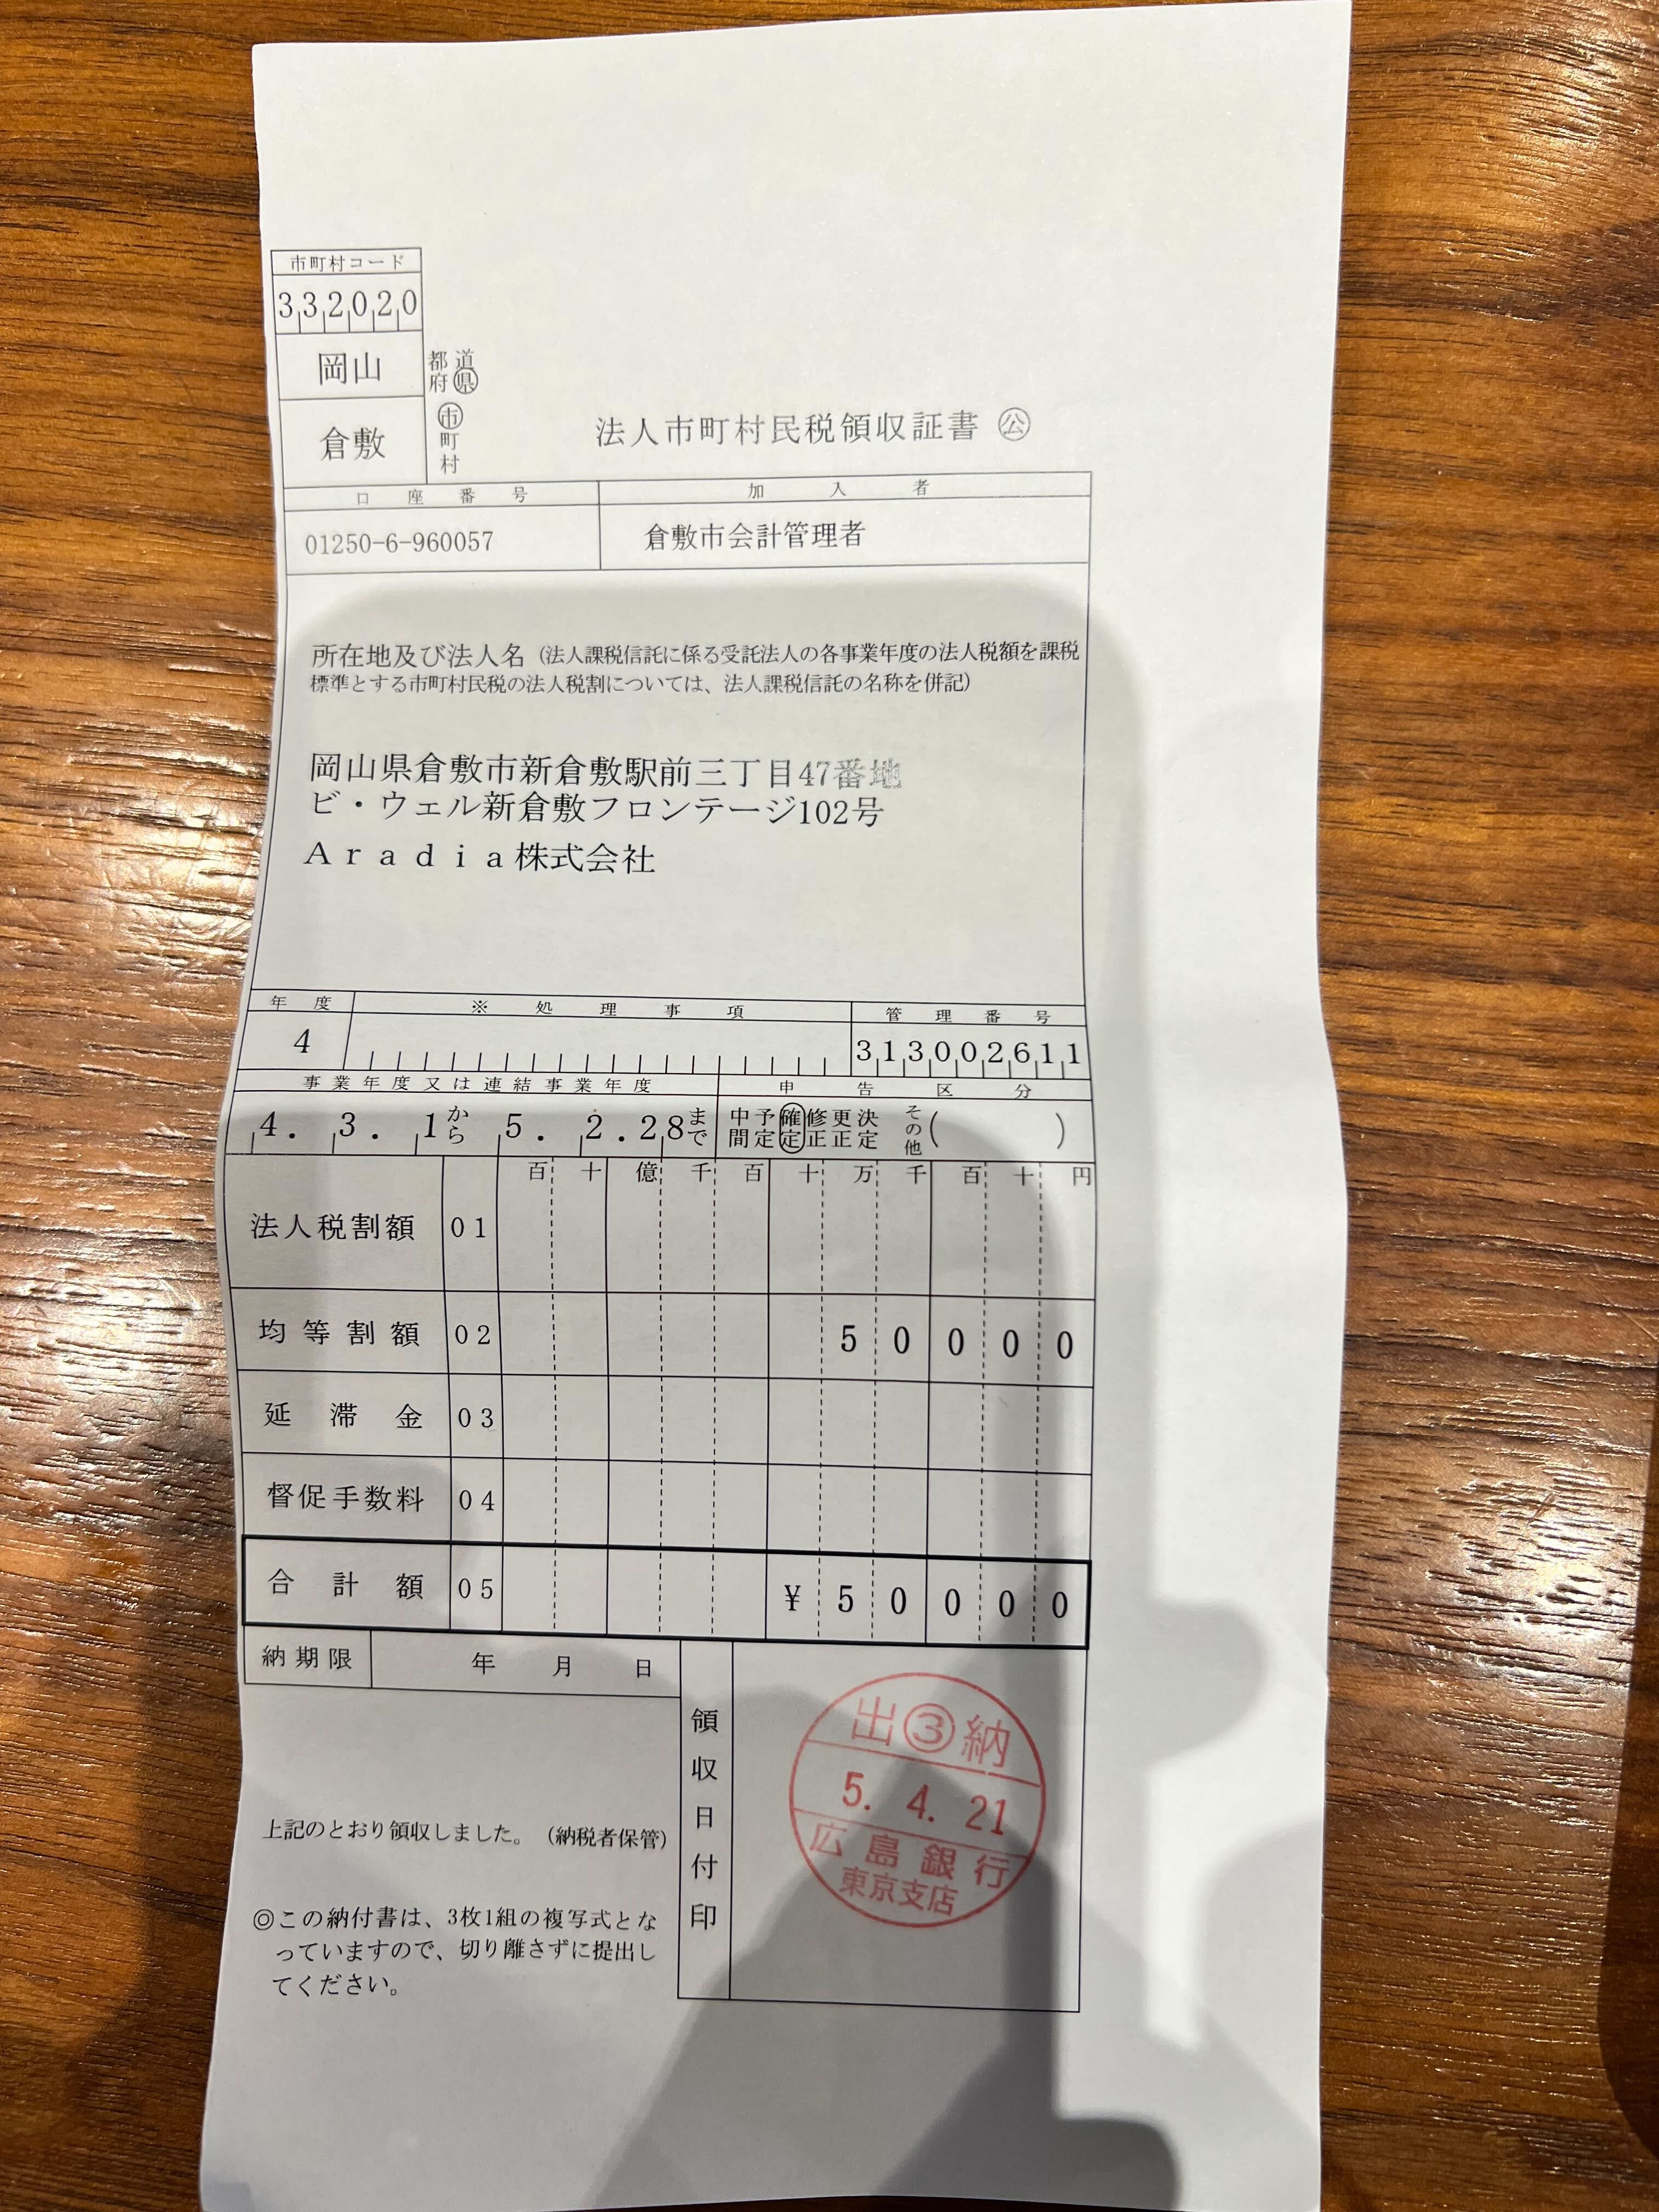 市町村コード
332020
岡山
都道府県
倉敷
市町村
法人市町村民税領収証書 公
口座番号
加入者
01250-6-960057
倉敷市会計管理者
所在地及び法人名(法人課税信託に係る受託法人の各事業年度の法人税額を課税
標準とする市町村民税の法人税割については、法人課税信託の名称を併記)
岡山県倉敷市新倉敷駅前三丁目47番地
ビ・ウェル新倉敷フロンテージ102号
Aradia株式会社
年度
※処理事項
管理番号
4
313002611
事業年度又は連結事業年度
申告区分
4. 3. 1から 5. 2.28まで
中間 予定 確定 修正 更正 決定 その他( )
百十億千百十万千百十円
法人税割額 01
均等割額 02 50000
延滞金 03
督促手数料 04
合計額 05 ¥50000
納期限 年 月 日
領収日付印
出③納
5. 4. 21
広島銀行
東京支店
上記のとおり領収しました。(納税者保管)
◎この納付書は、3枚1組の複写式とな
っていますので、切り離さずに提出し
てください。